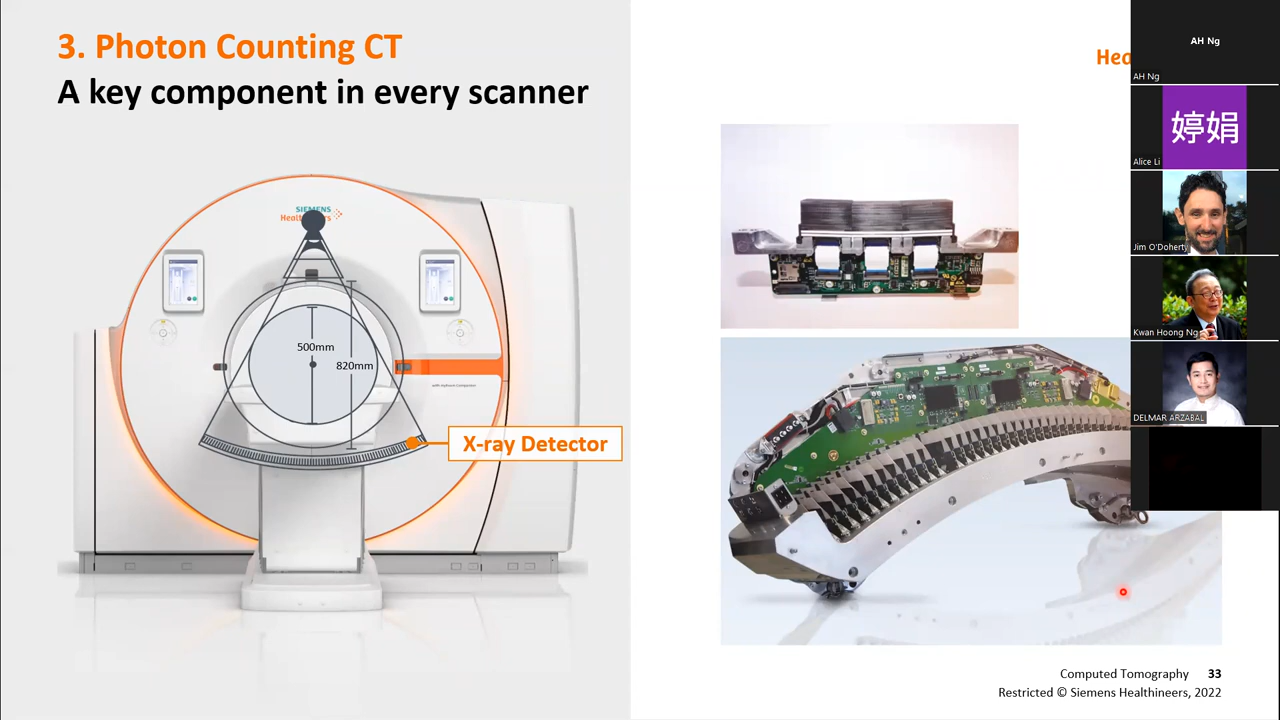 3. Photon Counting CT
A key component in every scanner
SIEMENS
500mm
820mm
X-ray Detector
Computed Tomography 33
Restricted © Siemens Healthineers, 2022
AH Ng
AH Ng
婷娟
Alice Li
Jim O'Doherty
Kwan Hoong Ng
DELMAR ARZABAL